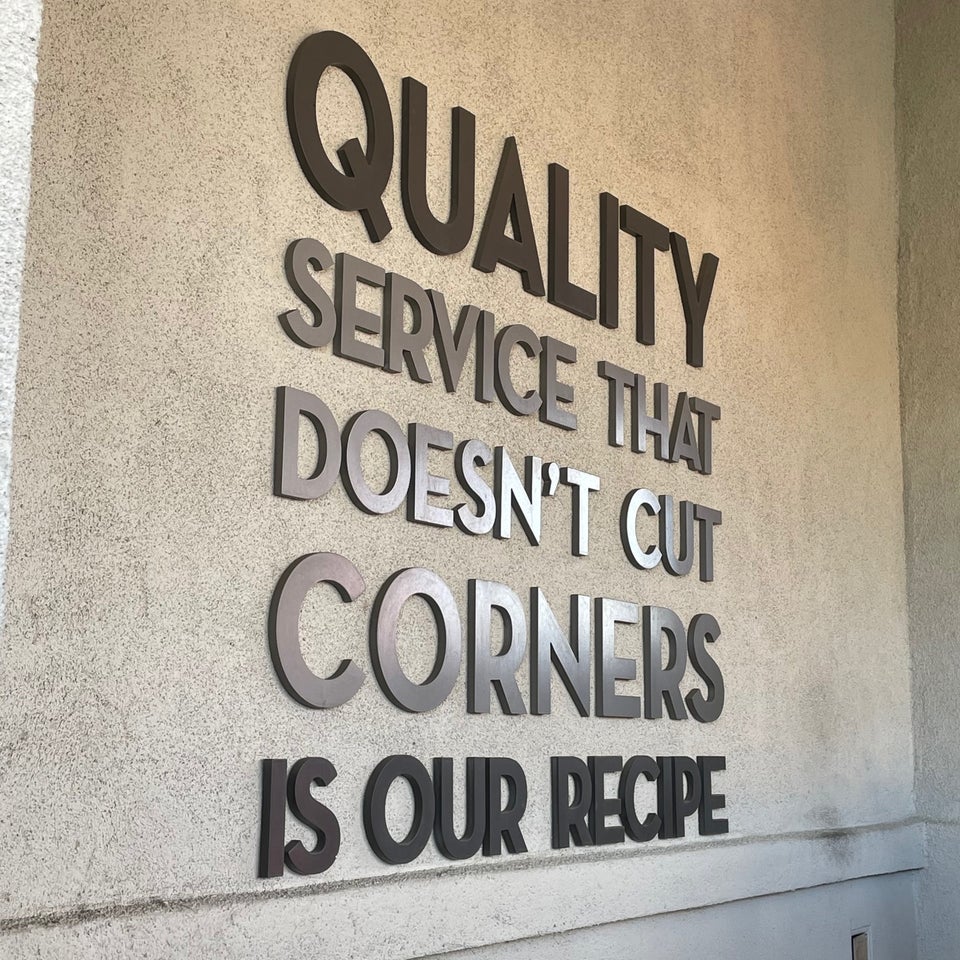 QUALITY
SERVICE THAT
DOESN'T CUT
CORNERS
IS OUR RECIPE